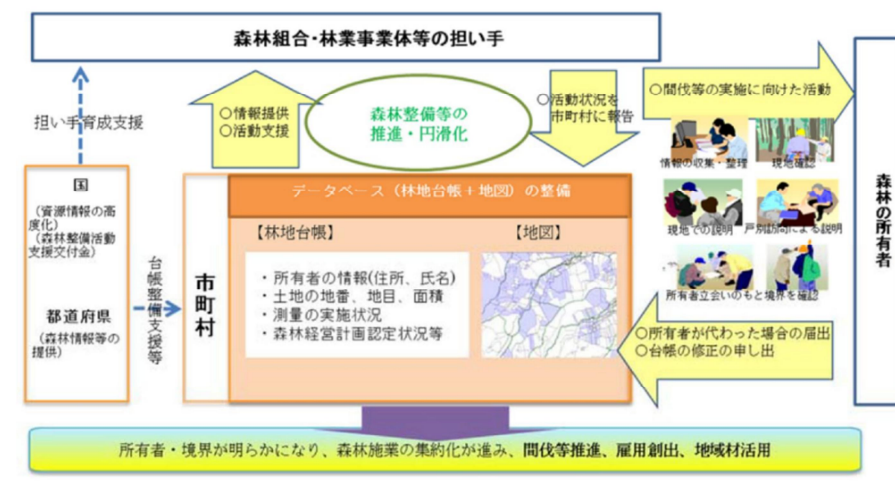 森林組合・林業事業体等の担い手
担い手育成支援
○情報提供
○活動支援
森林整備等の
推進・円滑化
○活動状況を
市町村に報告
○間伐等の実施に向けた活動
情報の収集・整理
現地確認
現地での説明
戸別訪問による説明
所有者立会いのもと境界を確認
森林の所有者
国
(資源情報の高
度化)
(森林整備活動
支援交付金)
都道府県
(森林情報等の
提供)
台帳整備支援等
市町村
データベース(林地台帳+地図)の整備
【林地台帳】
【地図】
・所有者の情報(住所、氏名)
・土地の地番、地目、面積
・測量の実施状況
・森林経営計画認定状況等
○所有者が代わった場合の届出
○台帳の修正の申し出
所有者・境界が明らかになり、森林施業の集約化が進み、間伐等推進、雇用創出、地域材活用